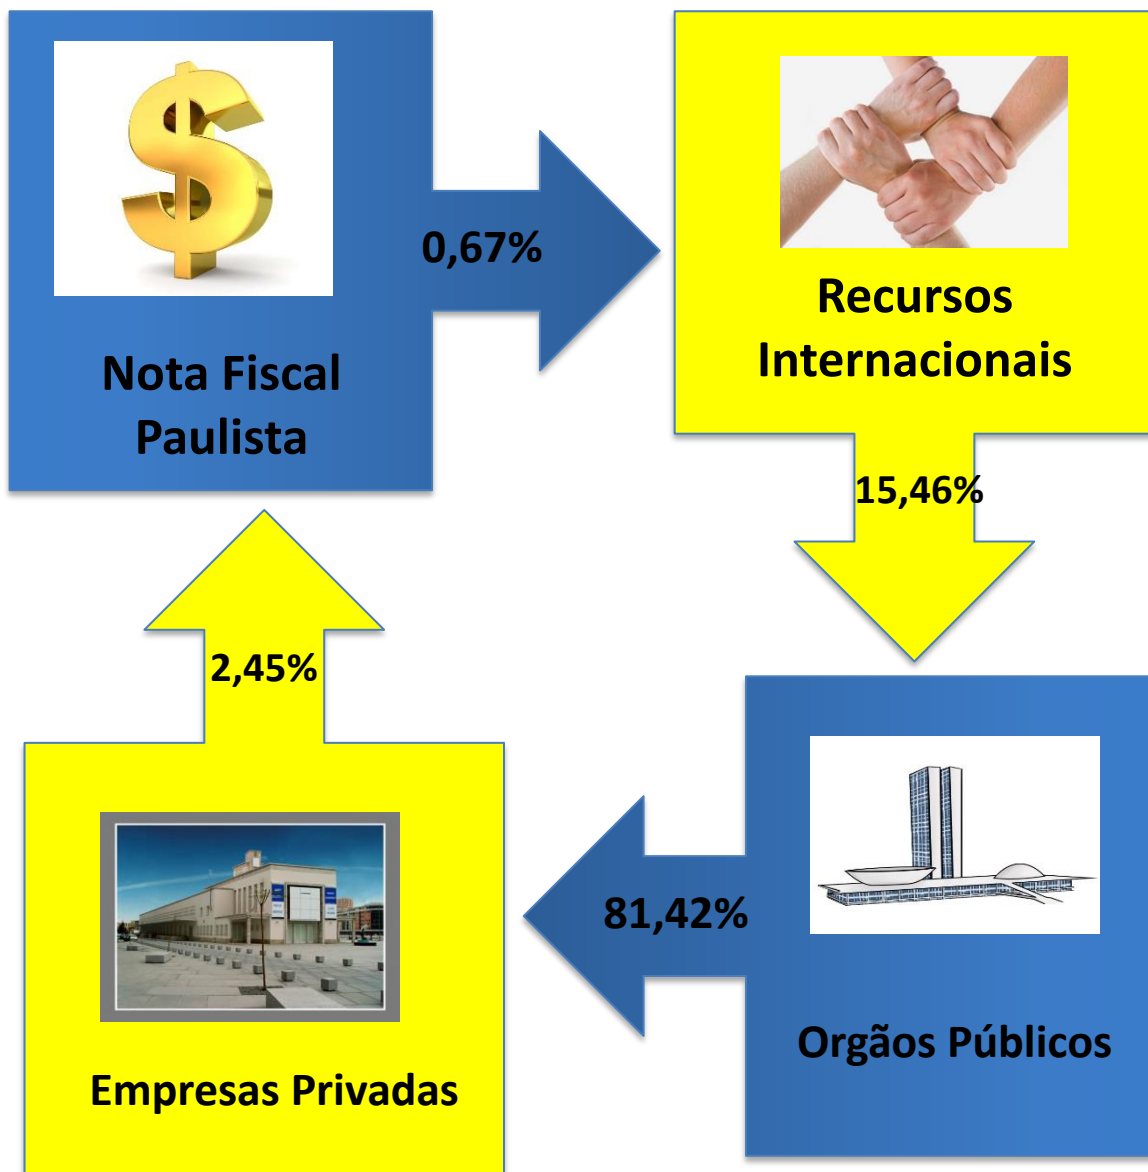 Nota Fiscal
Paulista
0,67%
Recursos
Internacionais
15,46%
2,45%
Empresas Privadas
81,42%
Orgãos Públicos